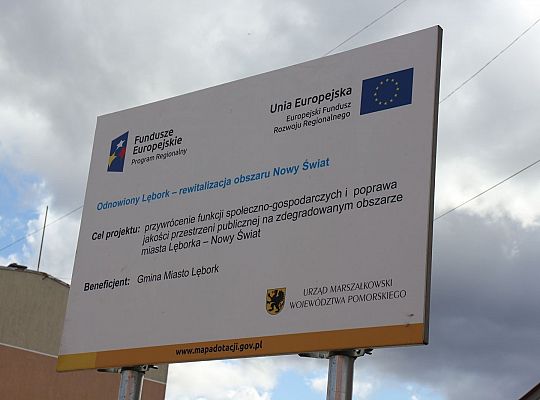 Fundusze
Europejskie
Program Regionalny
Unia Europejska
Europejski Fundusz
Rozwoju Regionalnego
Odnowiony Lębork – rewitalizacja obszaru Nowy Świat
Cel projektu: przywrócenie funkcji społeczno-gospodarczych i poprawa
jakości przestrzeni publicznej na zdegradowanym obszarze
miasta Lęborka – Nowy Świat
Beneficjent: Gmina Miasto Lębork
URZĄD MARSZAŁKOWSKI
WOJEWÓDZTWA POMORSKIEGO
www.mapadotacji.gov.pl